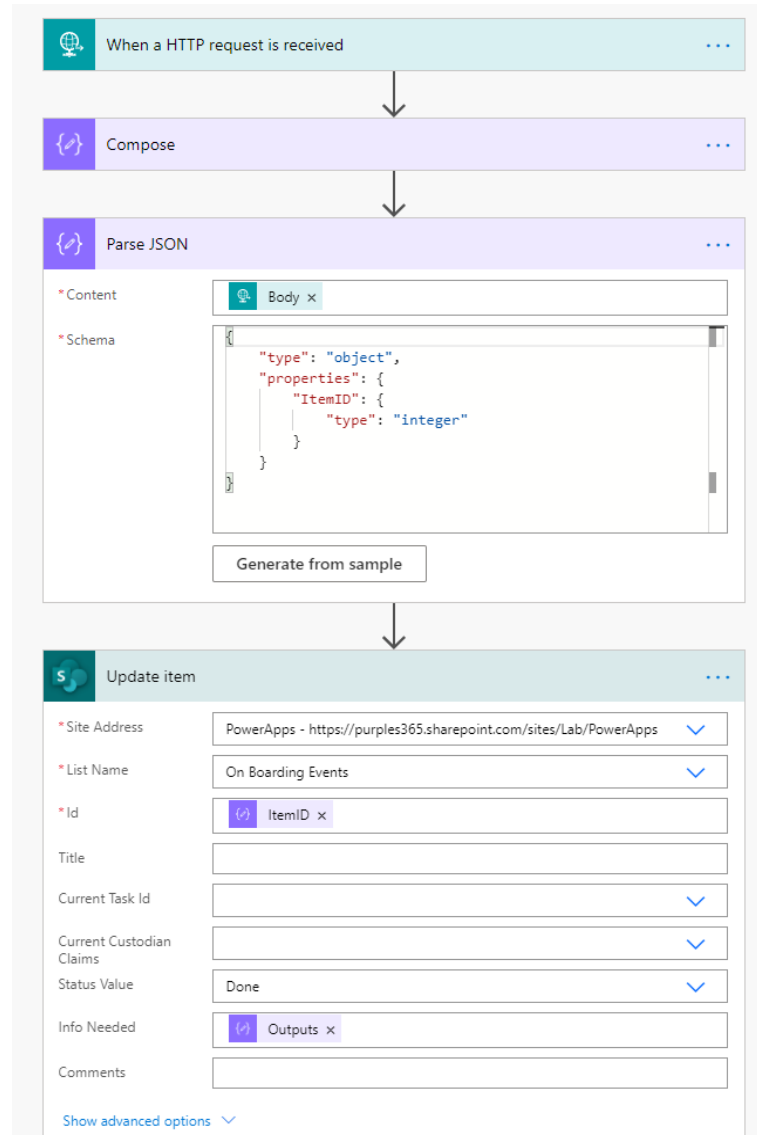 When a HTTP request is received
Compose
Parse JSON
*Content
Body ×
*Schema
{
"type": "object",
"properties": {
"ItemID": {
"type": "integer"
}
}
}
Generate from sample
S
Update item
*Site Address
PowerApps - https://purples365.sharepoint.com/sites/Lab/PowerApps
*List Name
On Boarding Events
*Id
ItemID ×
Title
Current Task Id
Current Custodian
Claims
Status Value
Done
Info Needed
Outputs ×
Comments
Show advanced options